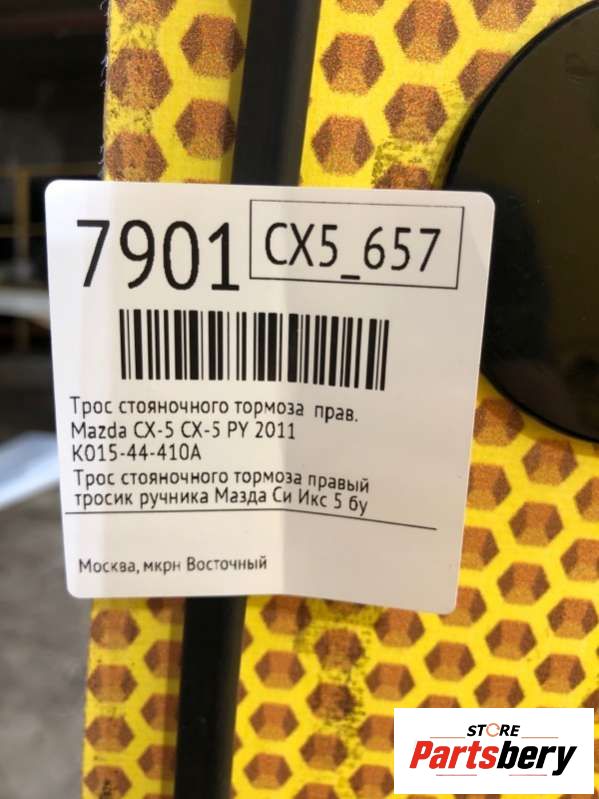 7901
CX5_657
Трос стояночного тормоза прав.
Mazda CX-5 CX-5 PY 2011
K015-44-410A
Трос стояночного тормоза правый
тросик ручника Мазда Си Икс 5 бу
Москва, мкрн Восточный
STORE
Partsbery